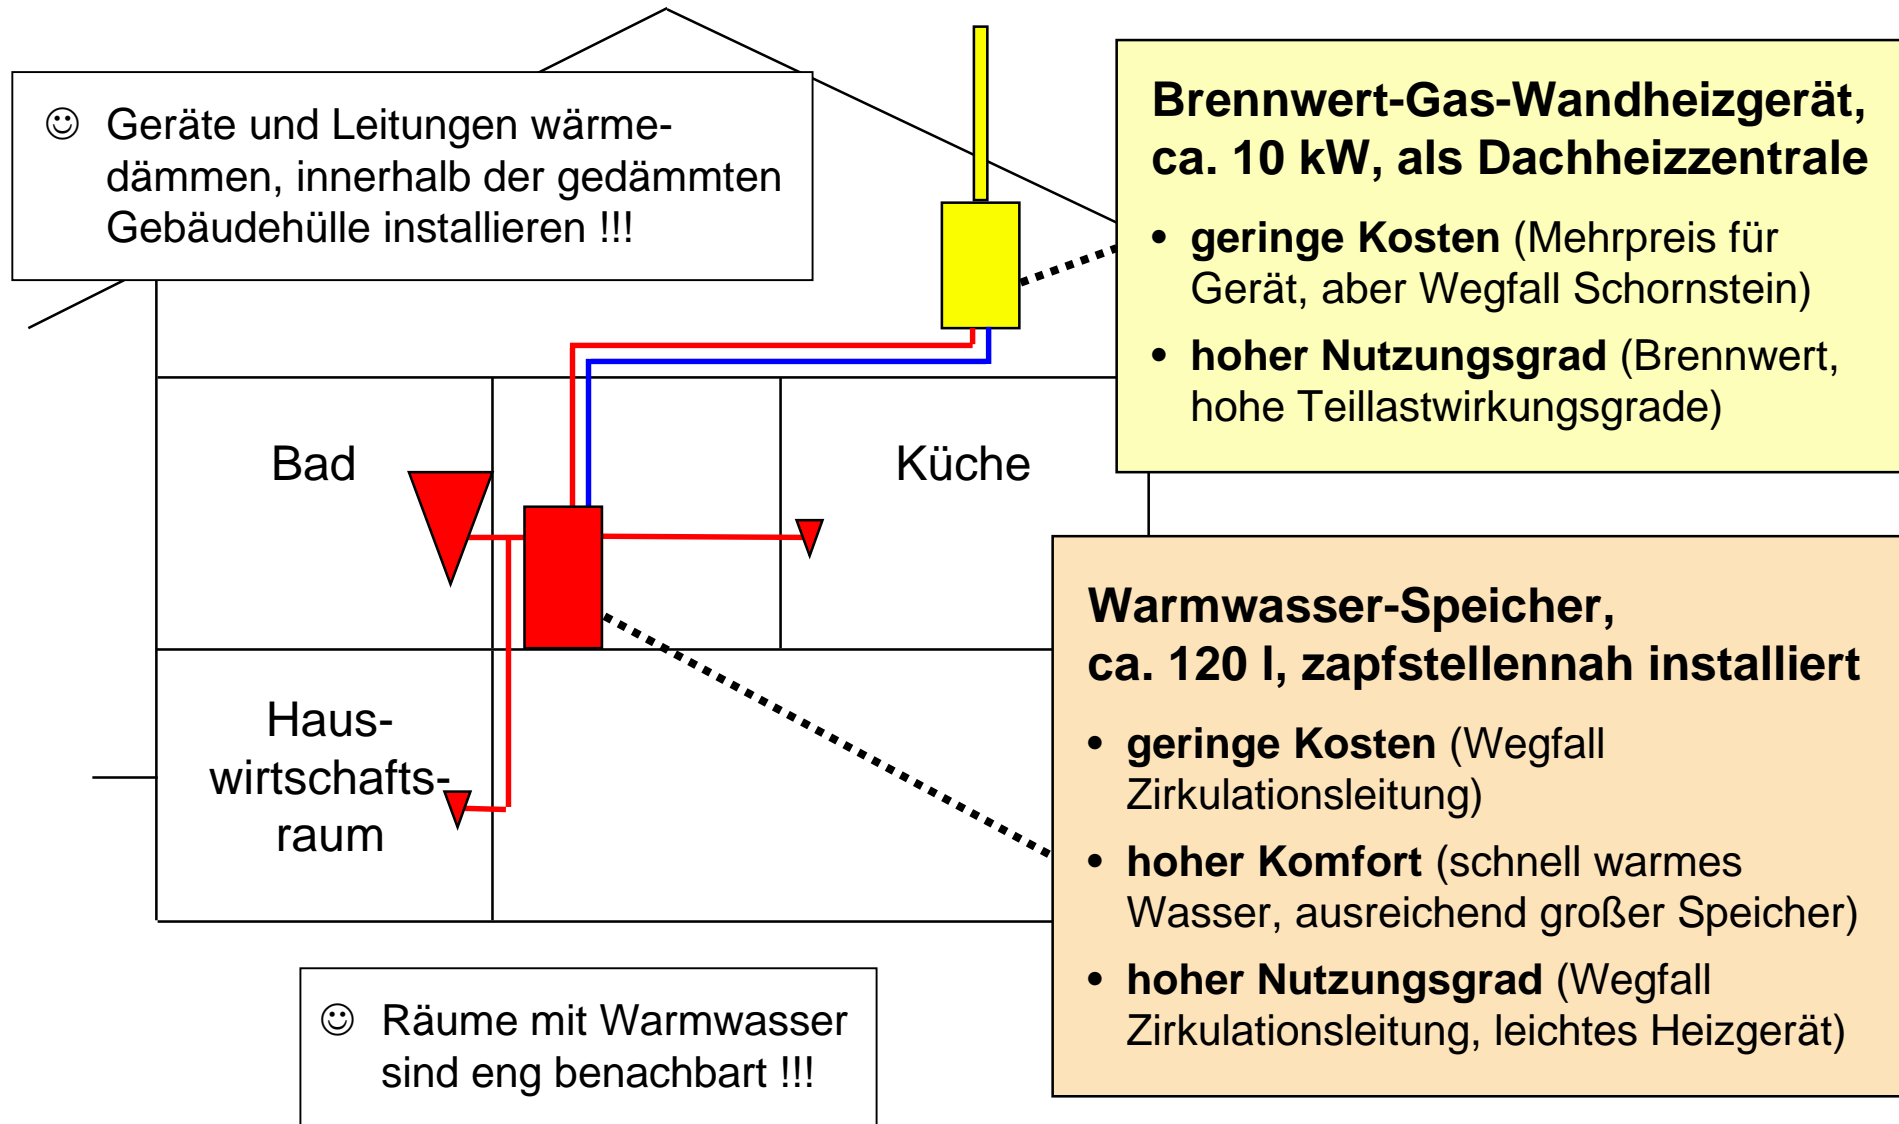 ☺ Geräte und Leitungen wärme-
dämmen, innerhalb der gedämmten
Gebäudehülle installieren !!!
Brennwert-Gas-Wandheizgerät,
ca. 10 kW, als Dachheizzentrale
• geringe Kosten (Mehrpreis für
Gerät, aber Wegfall Schornstein)
• hoher Nutzungsgrad (Brennwert,
hohe Teillastwirkungsgrade)
Bad
Küche
Haus-
wirtschafts-
raum
Warmwasser-Speicher,
ca. 120 l, zapfstellennah installiert
• geringe Kosten (Wegfall
Zirkulationsleitung)
• hoher Komfort (schnell warmes
Wasser, ausreichend großer Speicher)
• hoher Nutzungsgrad (Wegfall
Zirkulationsleitung, leichtes Heizgerät)
☺ Räume mit Warmwasser
sind eng benachbart !!!